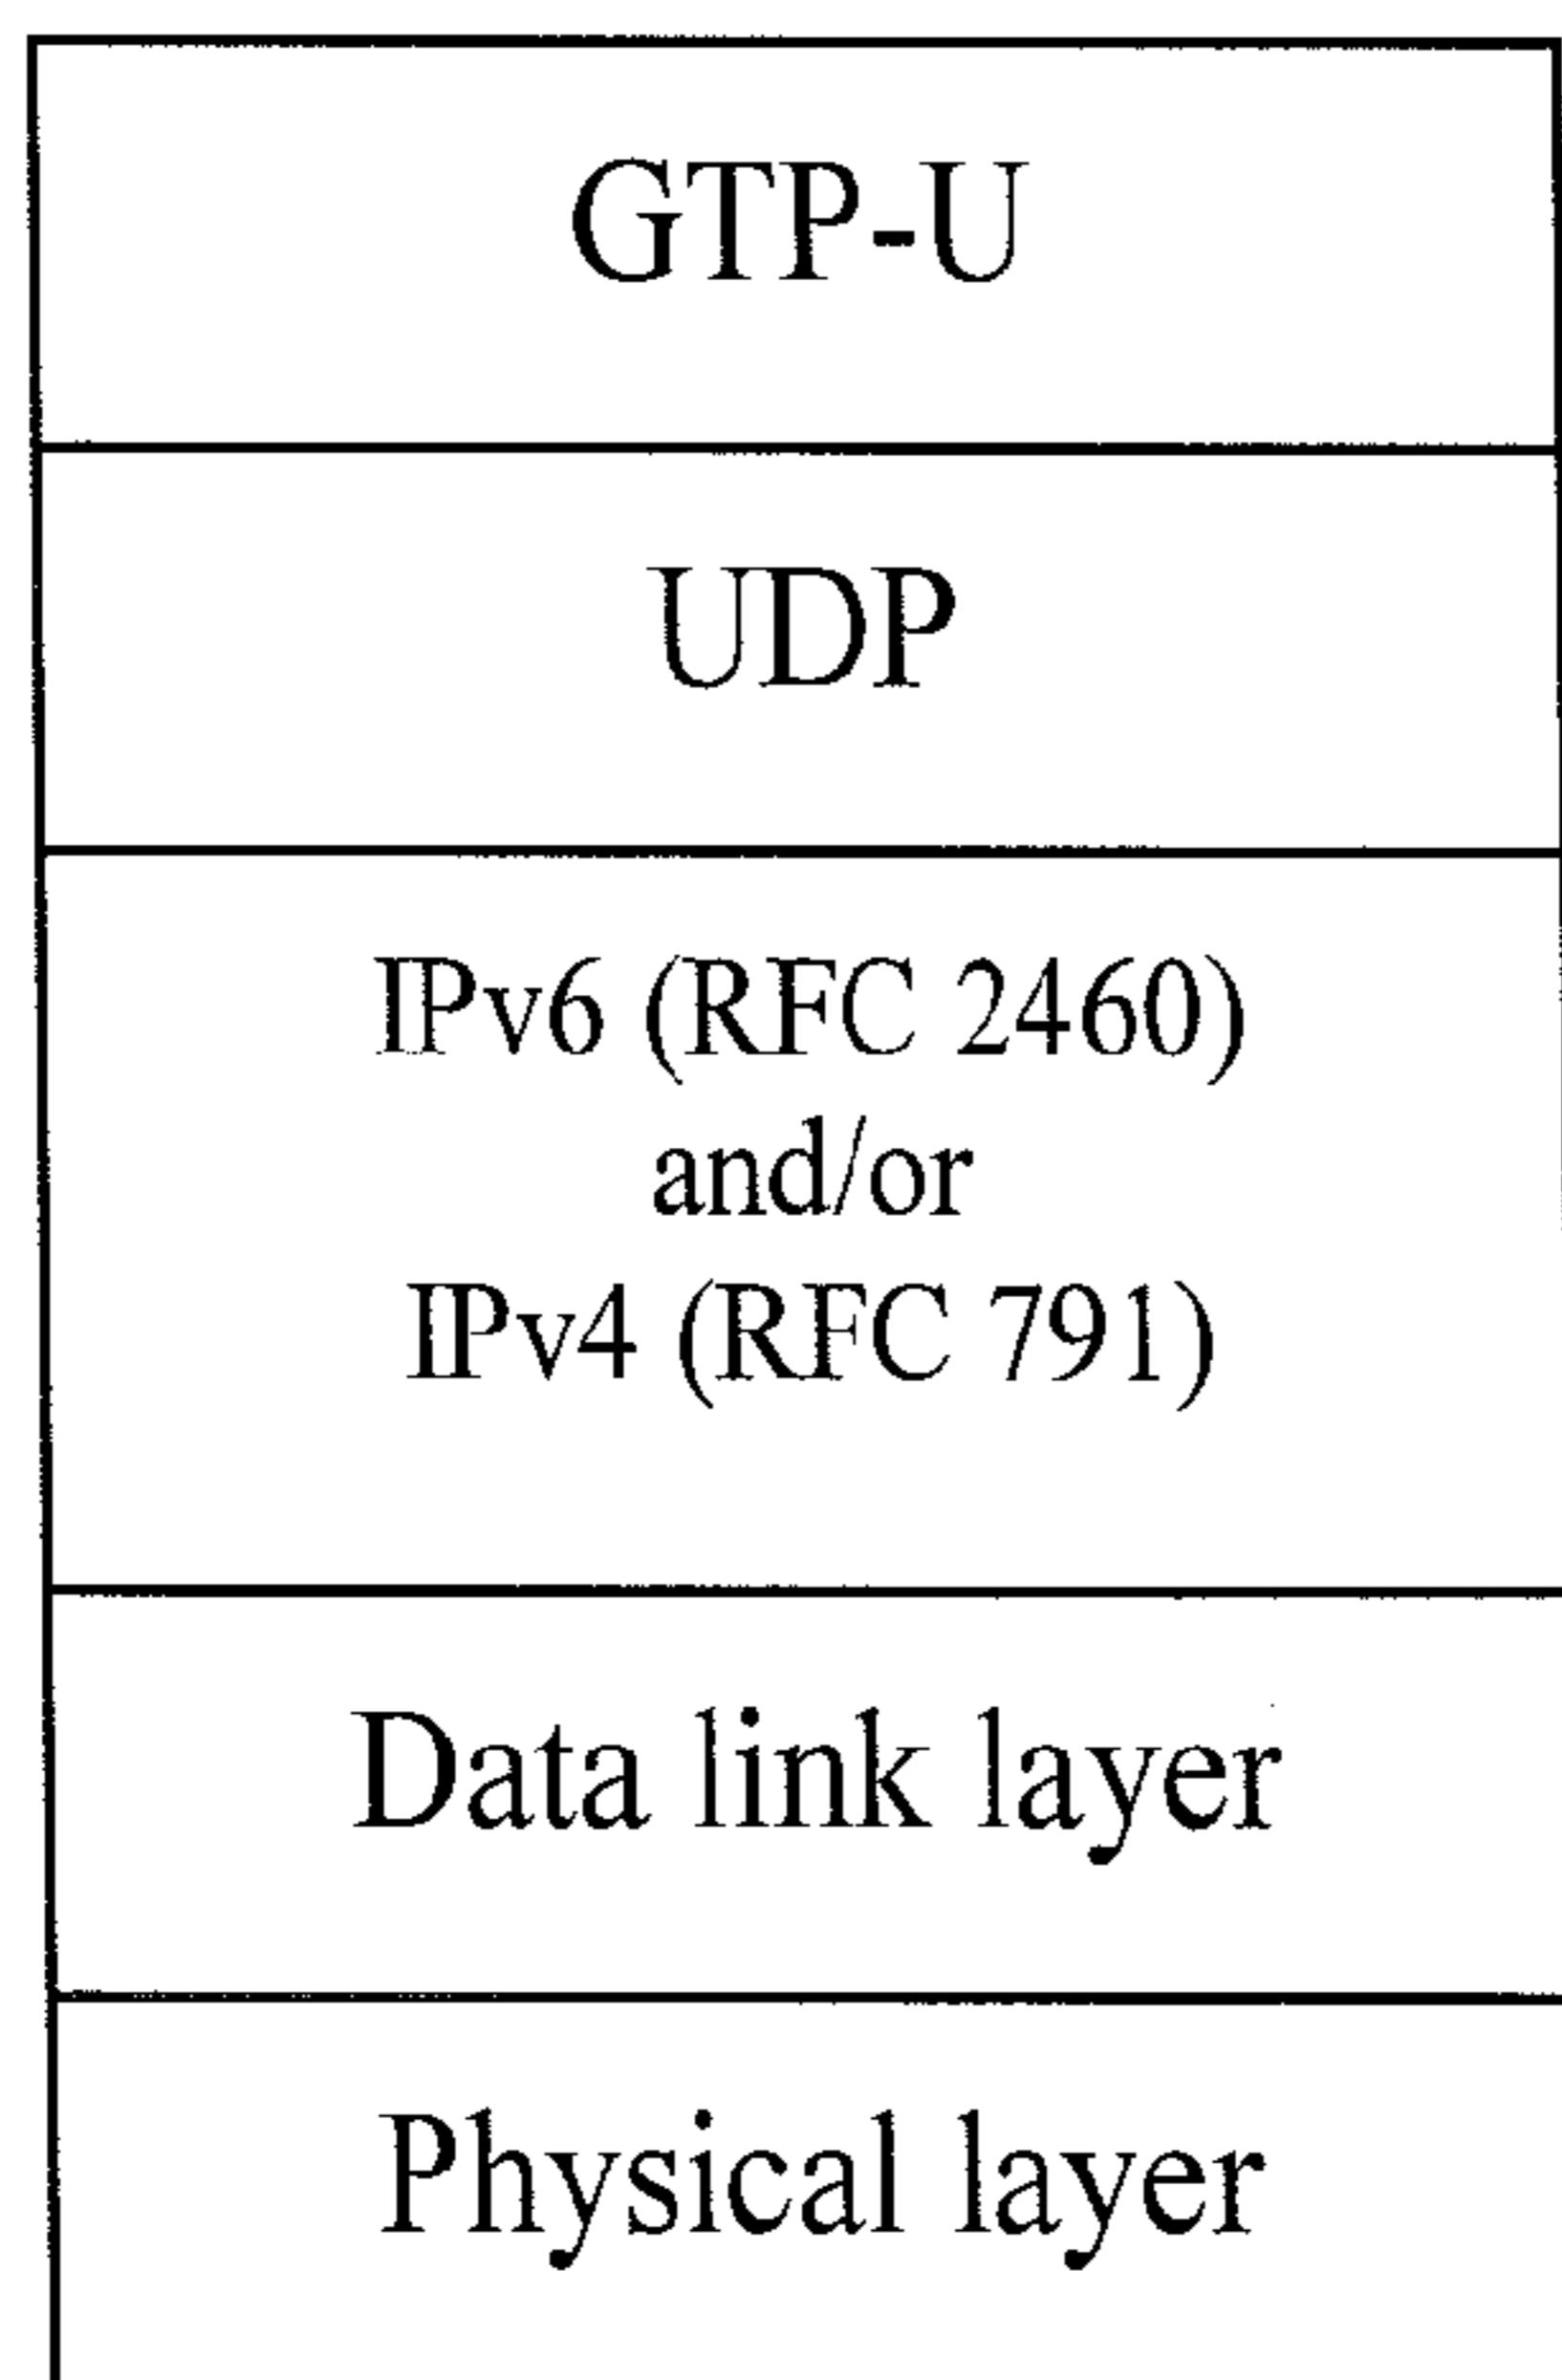 GTP-U
UDP
IPv6 (RFC 2460)
and/or
IPv4 (RFC 791)
Data link layer
Physical layer